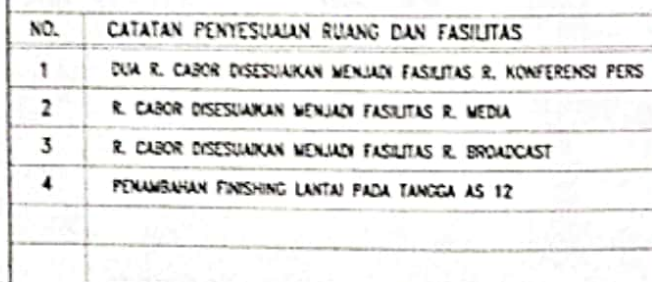 NO. CATATAN PENYESUAIAN RUANG DAN FASILITAS
1 DUA R. CABOR DISESUAIKAN MENJADI FASILITAS R. KONFERENSI PERS
2 R. CABOR DISESUAIKAN MENJADI FASILITAS R. MEDIA
3 R. CABOR DISESUAIKAN MENJADI FASILITAS R. BROADCAST
4 PENAMBAHAN FINISHING LANTAI PADA TANGGA AS 12